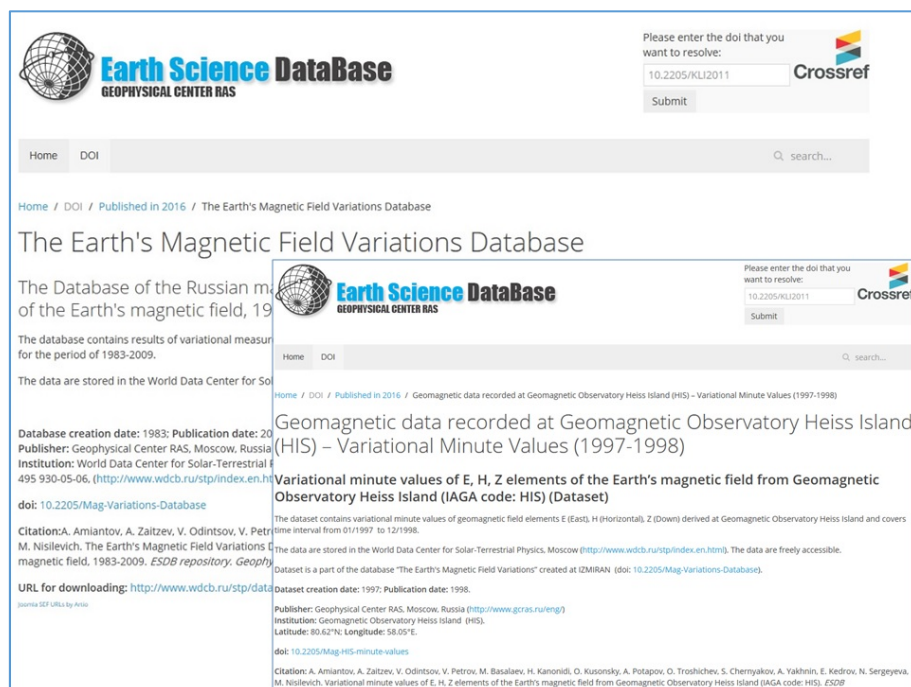 Earth Science DataBase
GEOPHYSICAL CENTER RAS
Please enter the doi that you
want to resolve:
10.2205/KLI2011
Crossref
Submit
Home DOI
search...
Home / DOI / Published in 2016 / The Earth's Magnetic Field Variations Database
The Earth's Magnetic Field Variations Database
The Database of the Russian
of the Earth's magnetic field, 19
The database contains results of variational
for the period of 1983-2009.
The data are stored in the World Data Center for
Database creation date: 1983; Publication date: 20
Publisher: Geophysical Center RAS, Moscow, Russia
Institution: World Data Center for Solar-Terrestrial
495 930-05-06, (http://www.wdcb.ru/stp/index.en.ht
doi: 10.2205/Mag-Variations-Database
Citation:A. Amiantov, A. Zaitzev, V. Odintsov, V. Petr
M. Nisilevich. The Earth's Magnetic Field Variations
magnetic field, 1983-2009. ESDB repository. Geophy
URL for downloading: http://www.wdcb.ru/stp/data
Joomla SEF URLs by Artio
Earth Science DataBase
GEOPHYSICAL CENTER RAS
Please enter the doi that you
want to resolve:
10.2205/KLI2011
Crossref
Submit
Home DOI
search...
Home / DOI / Published in 2016 / Geomagnetic data recorded at Geomagnetic Observatory Heiss Island (HIS) – Variational Minute Values (1997-1998)
Geomagnetic data recorded at Geomagnetic Observatory Heiss Island
(HIS) – Variational Minute Values (1997-1998)
Variational minute values of E, H, Z elements of the Earth's magnetic field from Geomagnetic
Observatory Heiss Island (IAGA code: HIS) (Dataset)
The dataset contains variational minute values of geomagnetic field elements E (East), H (Horizontal), Z (Down) derived at Geomagnetic Observatory Heiss Island and covers
time interval from 01/1997 to 12/1998.
The data are stored in the World Data Center for Solar-Terrestrial Physics, Moscow (http://www.wdcb.ru/stp/index.en.html). The data are freely accessible.
Dataset is a part of the database "The Earth's Magnetic Field Variations" created at IZMIRAN (doi: 10.2205/Mag-Variations-Database).
Dataset creation date: 1997; Publication date: 1998.
Publisher: Geophysical Center RAS, Moscow, Russia (http://www.gcras.ru/eng/)
Institution: Geomagnetic Observatory Heiss Island (HIS).
Latitude: 80.62°N; Longitude: 58.05°E.
doi: 10.2205/Mag-HIS-minute-values
Citation: A. Amiantov, A. Zaitzev, V. Odintsov, V. Petrov, M. Basalaev, H. Kanonidi, O. Kusonsky, A. Potapov, O. Troshichev, S. Chernyakov, A. Yakhnin, E. Kedrov, N. Sergeyeva,
M. Nisilevich. Variational minute values of E, H, Z elements of the Earth's magnetic field from Geomagnetic Observatory Heiss Island (IAGA code: HIS). ESDB